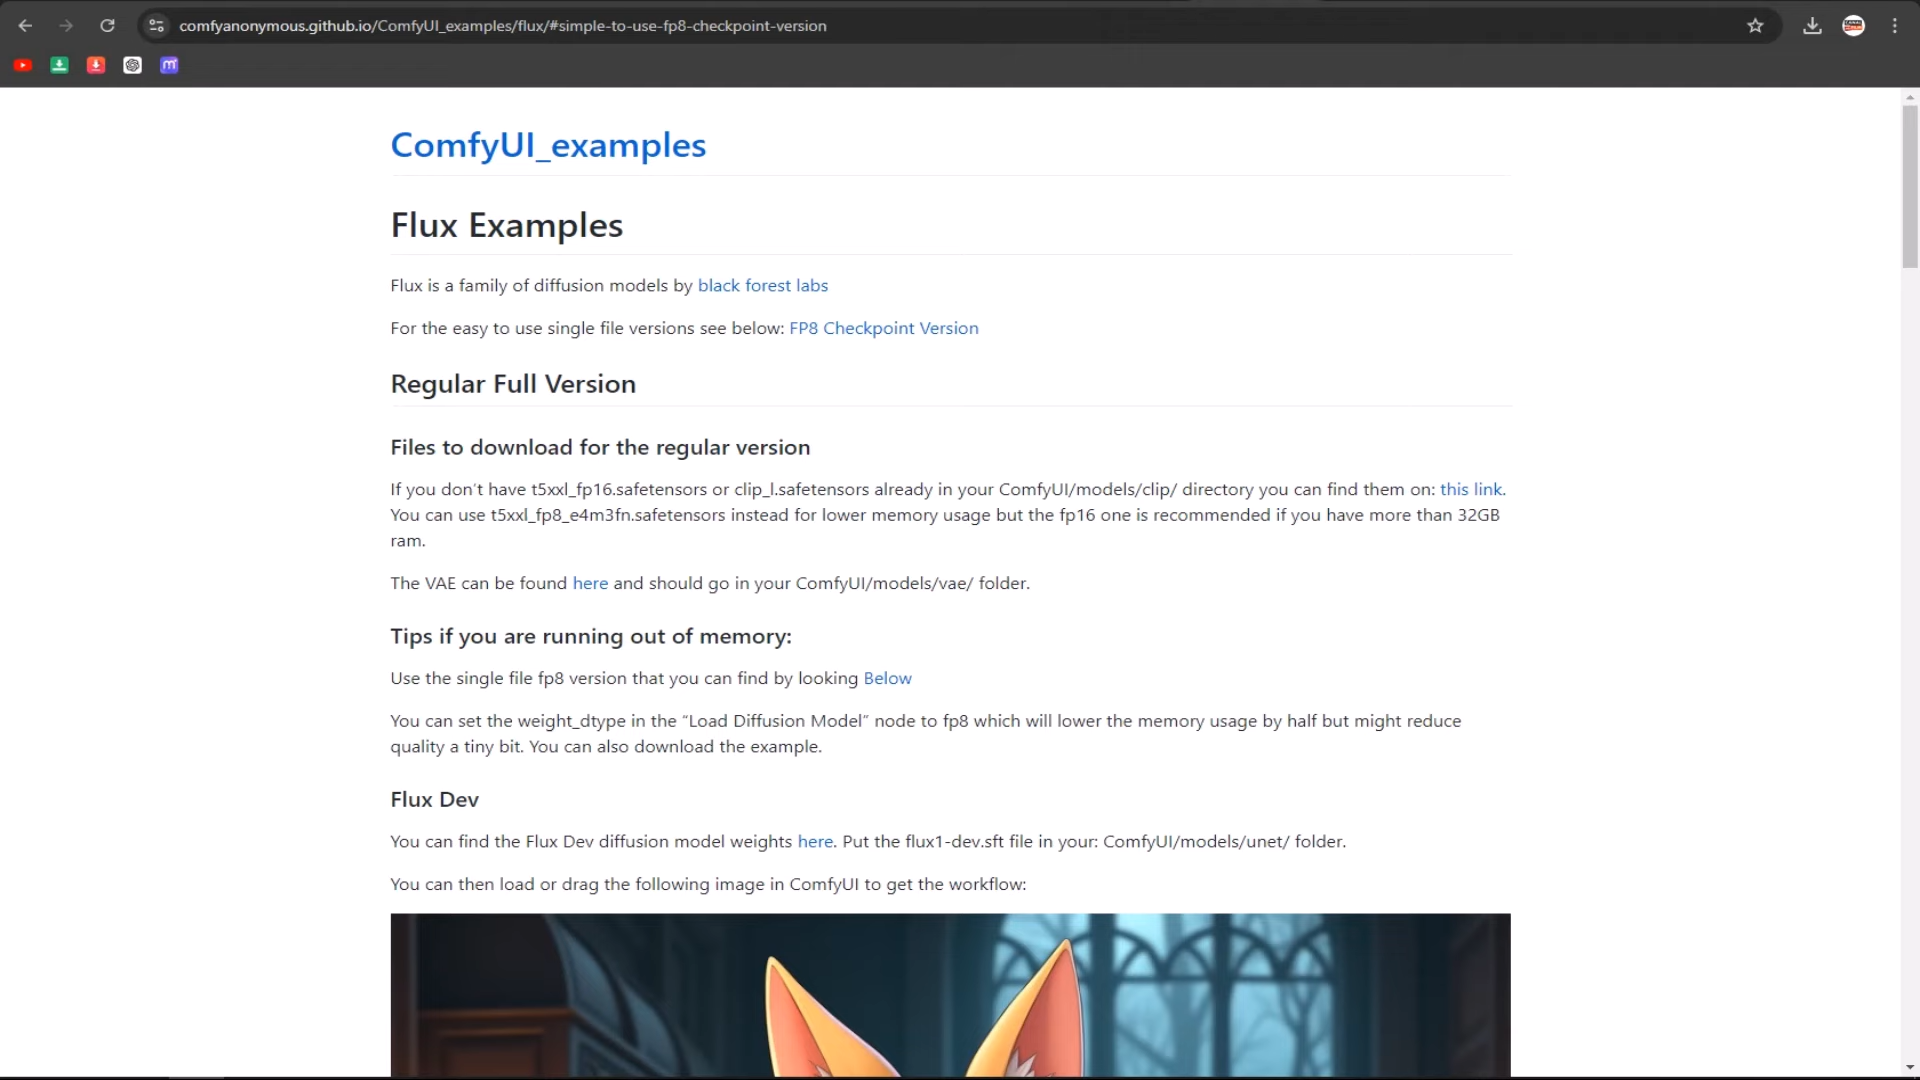 comfyanonymous.github.io/ComfyUI_examples/flux/#simple-to-use-fp8-checkpoint-version
ComfyUI_examples
Flux Examples
Flux is a family of diffusion models by black forest labs
For the easy to use single file versions see below: FP8 Checkpoint Version
Regular Full Version
Files to download for the regular version
If you don't have t5xxl_fp16.safetensors or clip_l.safetensors already in your ComfyUI/models/clip/ directory you can find them on: this link.
You can use t5xxl_fp8_e4m3fn.safetensors instead for lower memory usage but the fp16 one is recommended if you have more than 32GB
ram.
The VAE can be found here and should go in your ComfyUI/models/vae/ folder.
Tips if you are running out of memory:
Use the single file fp8 version that you can find by looking Below
You can set the weight_dtype in the “Load Diffusion Model” node to fp8 which will lower the memory usage by half but might reduce
quality a tiny bit. You can also download the example.
Flux Dev
You can find the Flux Dev diffusion model weights here. Put the flux1-dev.sft file in your: ComfyUI/models/unet/ folder.
You can then load or drag the following image in ComfyUI to get the workflow: